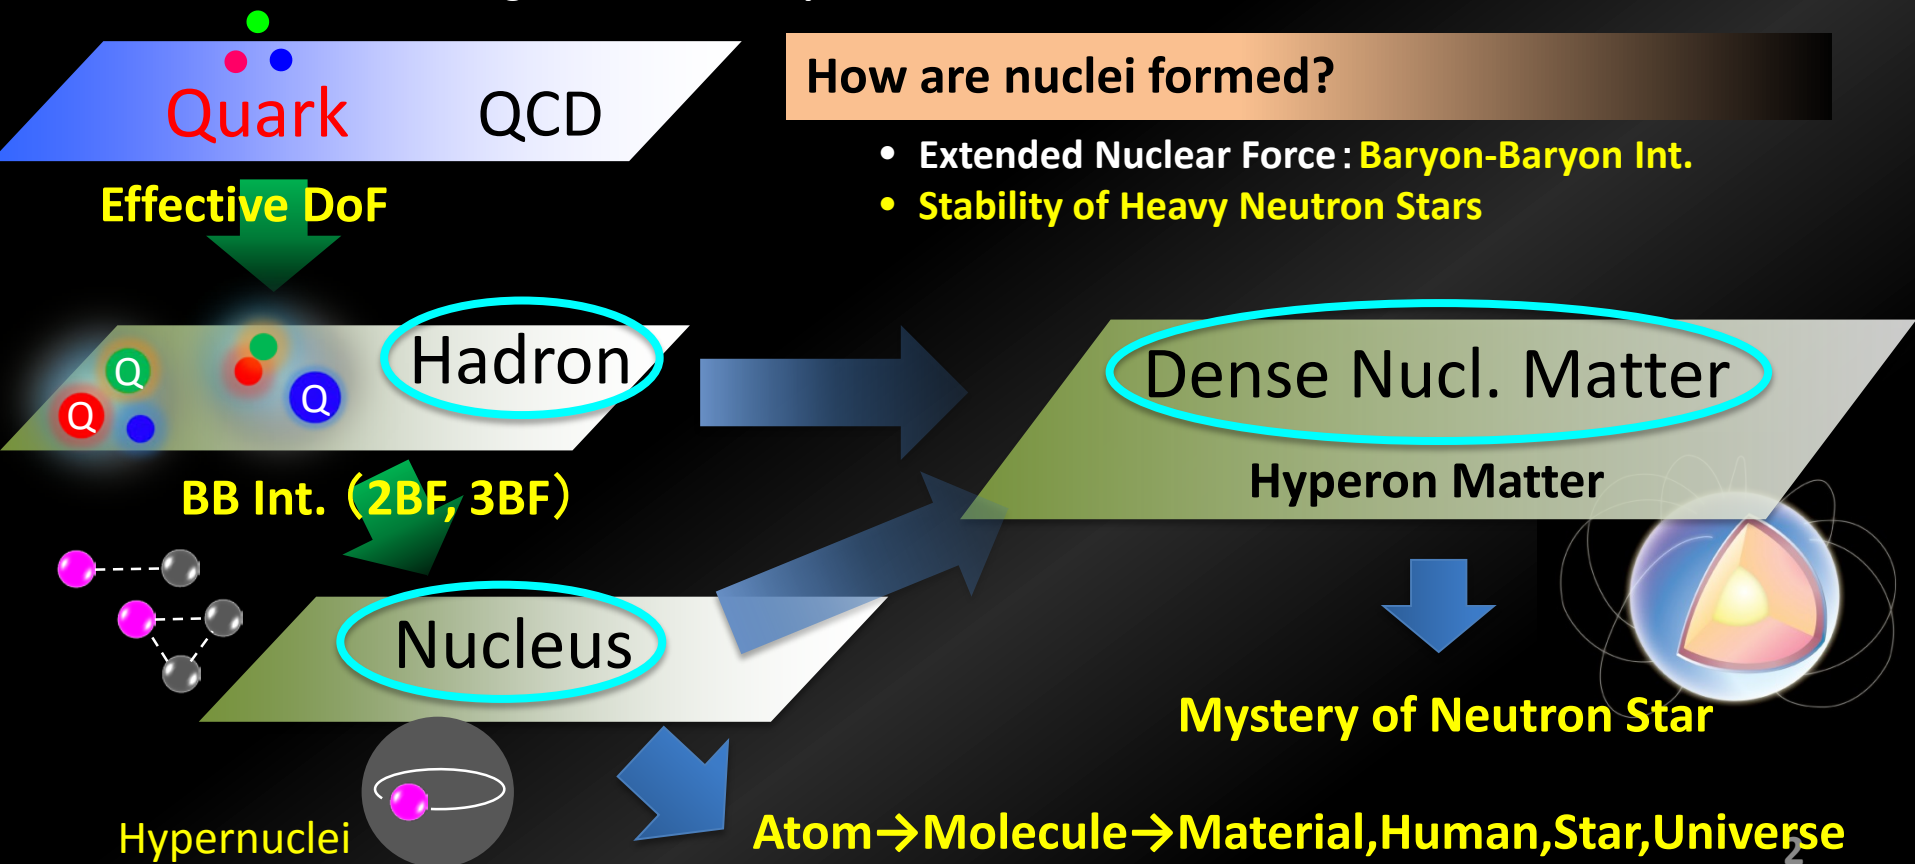 Quark QCD
How are nuclei formed?
• Extended Nuclear Force : Baryon-Baryon Int.
• Stability of Heavy Neutron Stars
Effective DoF
Hadron
Q
Q
Q
Dense Nucl. Matter
Hyperon Matter
BB Int. （2BF, 3BF）
Nucleus
Mystery of Neutron Star
Hypernuclei
Atom→Molecule→Material,Human,Star,Universe
2